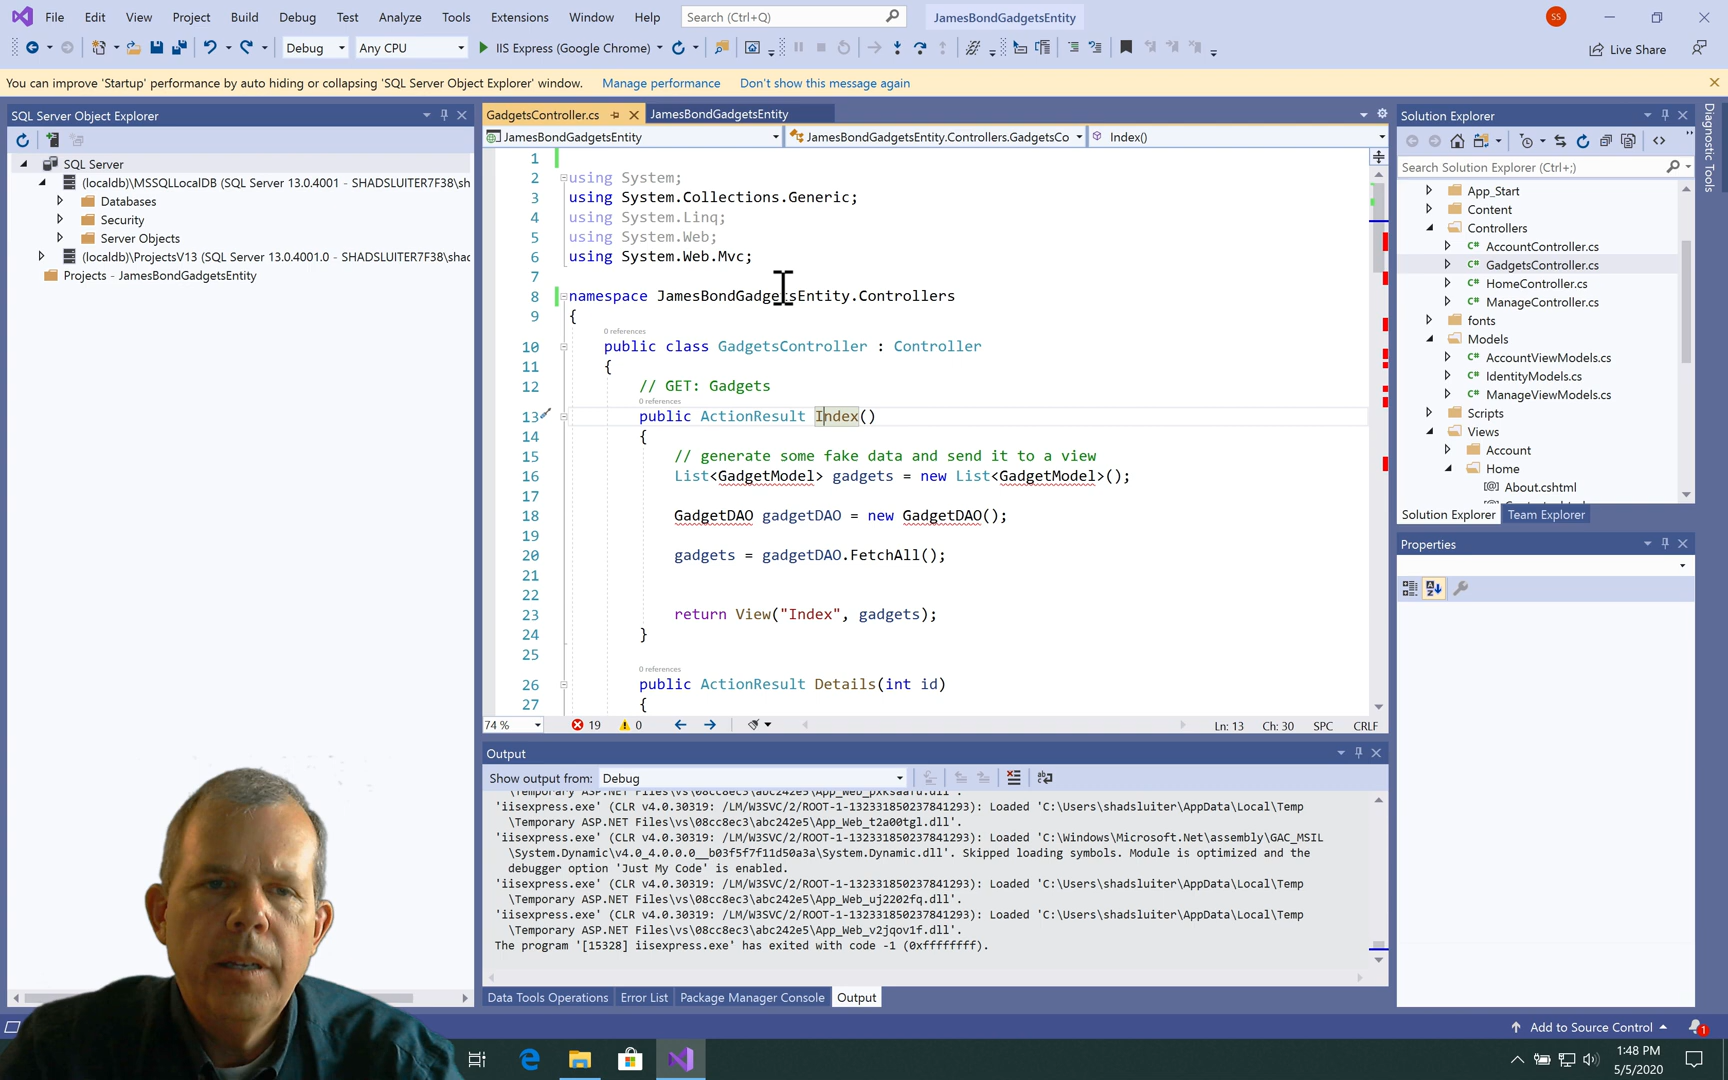 File Edit View Project Build Debug Test Analyze Tools Extensions Window Help Search (Ctrl+Q) JamesBondGadgetsEntity SS
Debug Any CPU IIS Express (Google Chrome) Live Share
You can improve 'Startup' performance by auto hiding or collapsing 'SQL Server Object Explorer' window. Manage performance Don't show this message again
SQL Server Object Explorer
SQL Server
(localdb)\MSSQLLocalDB (SQL Server 13.0.4001 - SHADSLUITER7F38\sh
Databases
Security
Server Objects
(localdb)\ProjectsV13 (SQL Server 13.0.4001.0 - SHADSLUITER7F38\shac
Projects - JamesBondGadgetsEntity
GadgetsController.cs JamesBondGadgetsEntity
JamesBondGadgetsEntity JamesBondGadgetsEntity.Controllers.GadgetsCo Index()
1
2 using System;
3 using System.Collections.Generic;
4 using System.Linq;
5 using System.Web;
6 using System.Web.Mvc;
7
8 namespace JamesBondGadgetsEntity.Controllers
9 {
0 references
10 public class GadgetsController : Controller
11 {
12 // GET: Gadgets
0 references
13 public ActionResult Index()
14 {
15 // generate some fake data and send it to a view
16 List<GadgetModel> gadgets = new List<GadgetModel>();
17
18 GadgetDAO gadgetDAO = new GadgetDAO();
19
20 gadgets = gadgetDAO.FetchAll();
21
22
23 return View("Index", gadgets);
24 }
25
0 references
26 public ActionResult Details(int id)
27 {
74 % 19 0 Ln: 13 Ch: 30 SPC CRLF
Output
Show output from: Debug
\Temporary ASP.NET Files\vs\08cc8ec3\abc242e5\App_Web_pxksaafu.dll'.
'iisexpress.exe' (CLR v4.0.30319: /LM/W3SVC/2/ROOT-1-132331850237841293): Loaded 'C:\Users\shadsluiter\AppData\Local\Temp
\Temporary ASP.NET Files\vs\08cc8ec3\abc242e5\App_Web_t2a00tgl.dll'.
'iisexpress.exe' (CLR v4.0.30319: /LM/W3SVC/2/ROOT-1-132331850237841293): Loaded 'C:\Windows\Microsoft.Net\assembly\GAC_MSIL
\System.Dynamic\v4.0_4.0.0.0__b03f5f7f11d50a3a\System.Dynamic.dll'. Skipped loading symbols. Module is optimized and the
debugger option 'Just My Code' is enabled.
'iisexpress.exe' (CLR v4.0.30319: /LM/W3SVC/2/ROOT-1-132331850237841293): Loaded 'C:\Users\shadsluiter\AppData\Local\Temp
\Temporary ASP.NET Files\vs\08cc8ec3\abc242e5\App_Web_uj2202fq.dll'.
'iisexpress.exe' (CLR v4.0.30319: /LM/W3SVC/2/ROOT-1-132331850237841293): Loaded 'C:\Users\shadsluiter\AppData\Local\Temp
\Temporary ASP.NET Files\vs\08cc8ec3\abc242e5\App_Web_v2jqov1f.dll'.
The program '[15328] iisexpress.exe' has exited with code -1 (0xffffffff).
Data Tools Operations Error List Package Manager Console Output
Solution Explorer
Search Solution Explorer (Ctrl+;)
App_Start
Content
Controllers
C# AccountController.cs
C# GadgetsController.cs
C# HomeController.cs
C# ManageController.cs
fonts
Models
C# AccountViewModels.cs
C# IdentityModels.cs
C# ManageViewModels.cs
Scripts
Views
Account
Home
About.cshtml
Solution Explorer Team Explorer
Properties
Diagnostic Tools
Add to Source Control 1
1:48 PM
5/5/2020